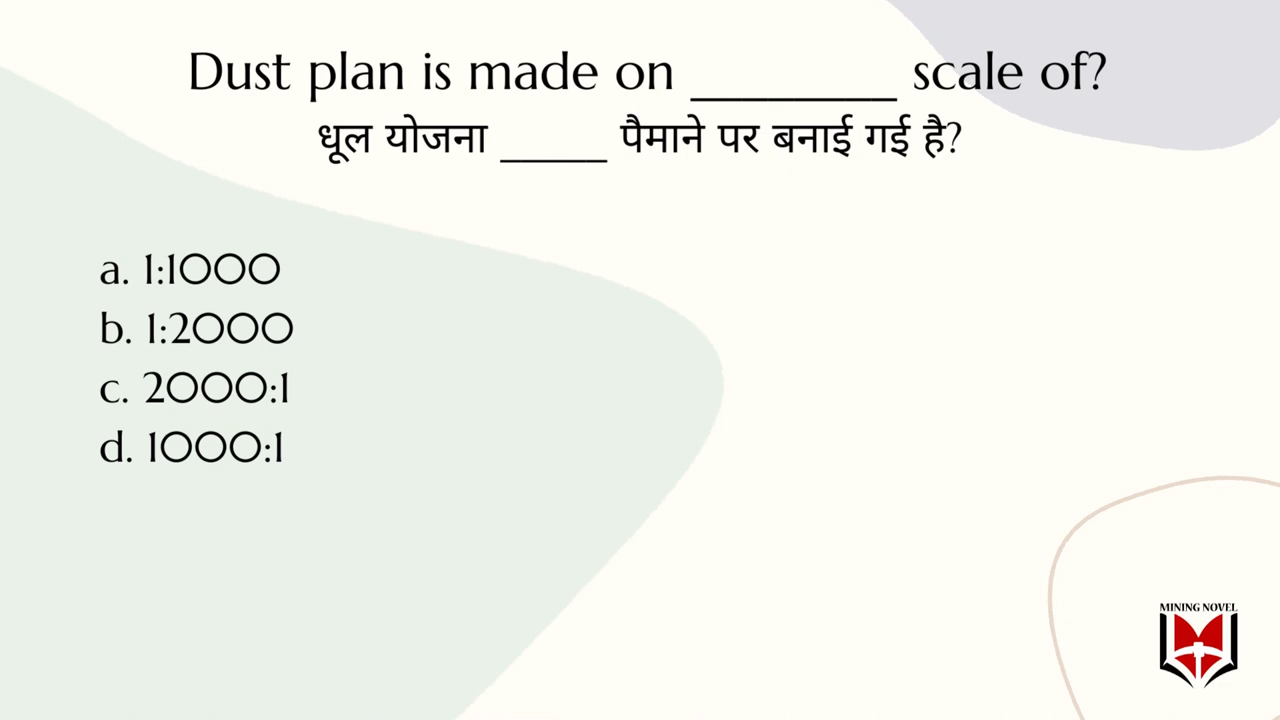 Dust plan is made on ________ scale of?
धूल योजना _____ पैमाने पर बनाई गई है?
a. 1:1000
b. 1:2000
c. 2000:1
d. 1000:1
MINING NOVEL